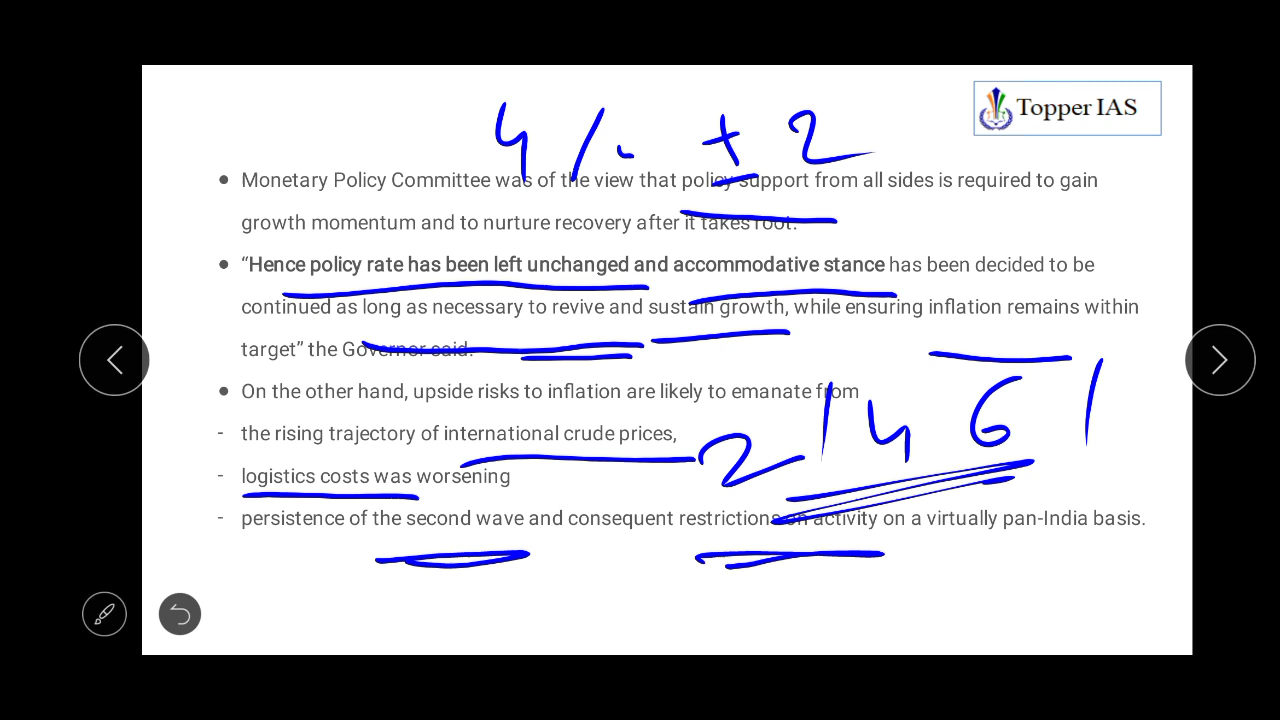 Topper IAS
4 % ± 2
● Monetary Policy Committee was of the view that policy support from all sides is required to gain
growth momentum and to nurture recovery after it takes root.
● “Hence policy rate has been left unchanged and accommodative stance has been decided to be
continued as long as necessary to revive and sustain growth, while ensuring inflation remains within
target” the Governor said.
● On the other hand, upside risks to inflation are likely to emanate from
- the rising trajectory of international crude prices,
2 | 4 6 |
- logistics costs was worsening
- persistence of the second wave and consequent restrictions on activity on a virtually pan-India basis.